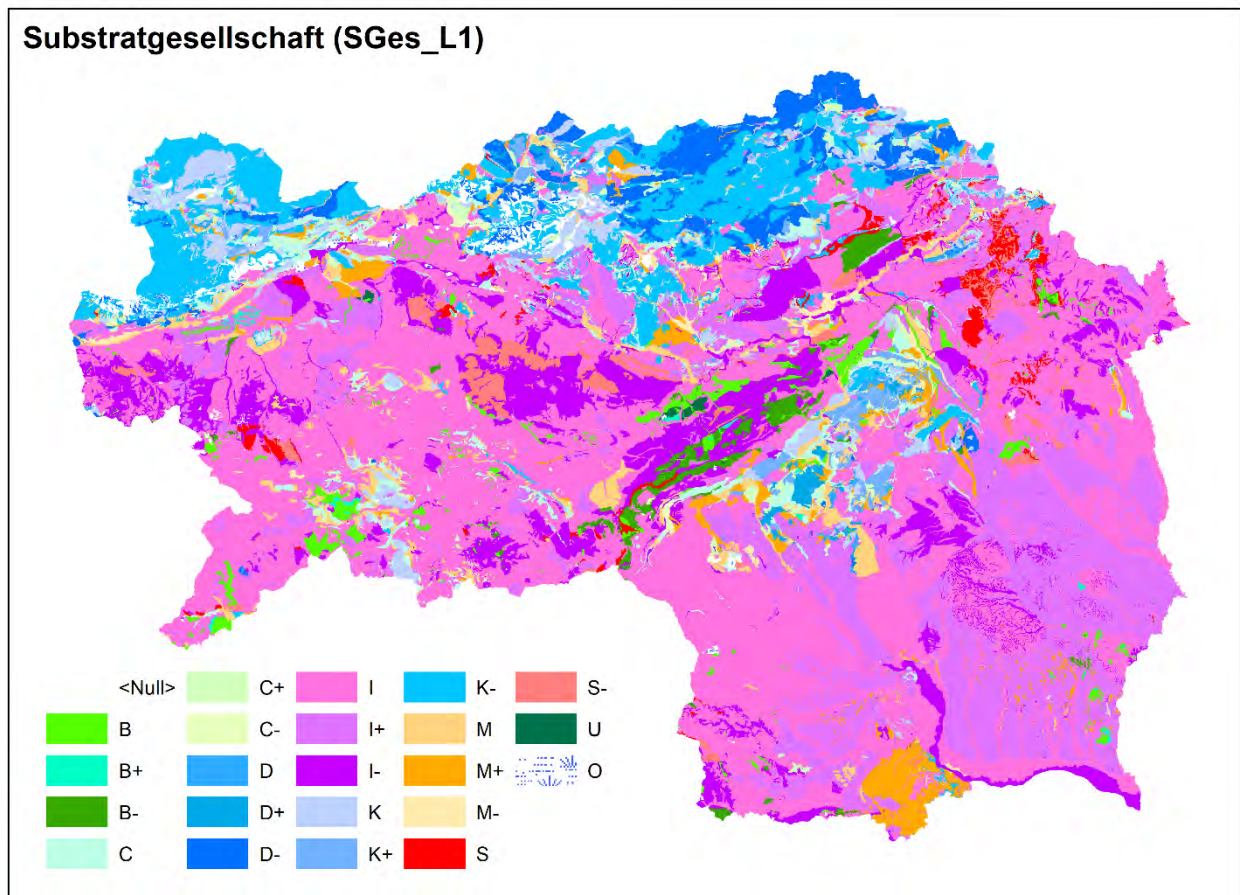 Substratgesellschaft (SGes_L1)
<Null>
B
B+
B-
C
C+
C-
D
D+
D-
I
I+
I-
K
K+
K-
M
M+
M-
S
S-
U
O